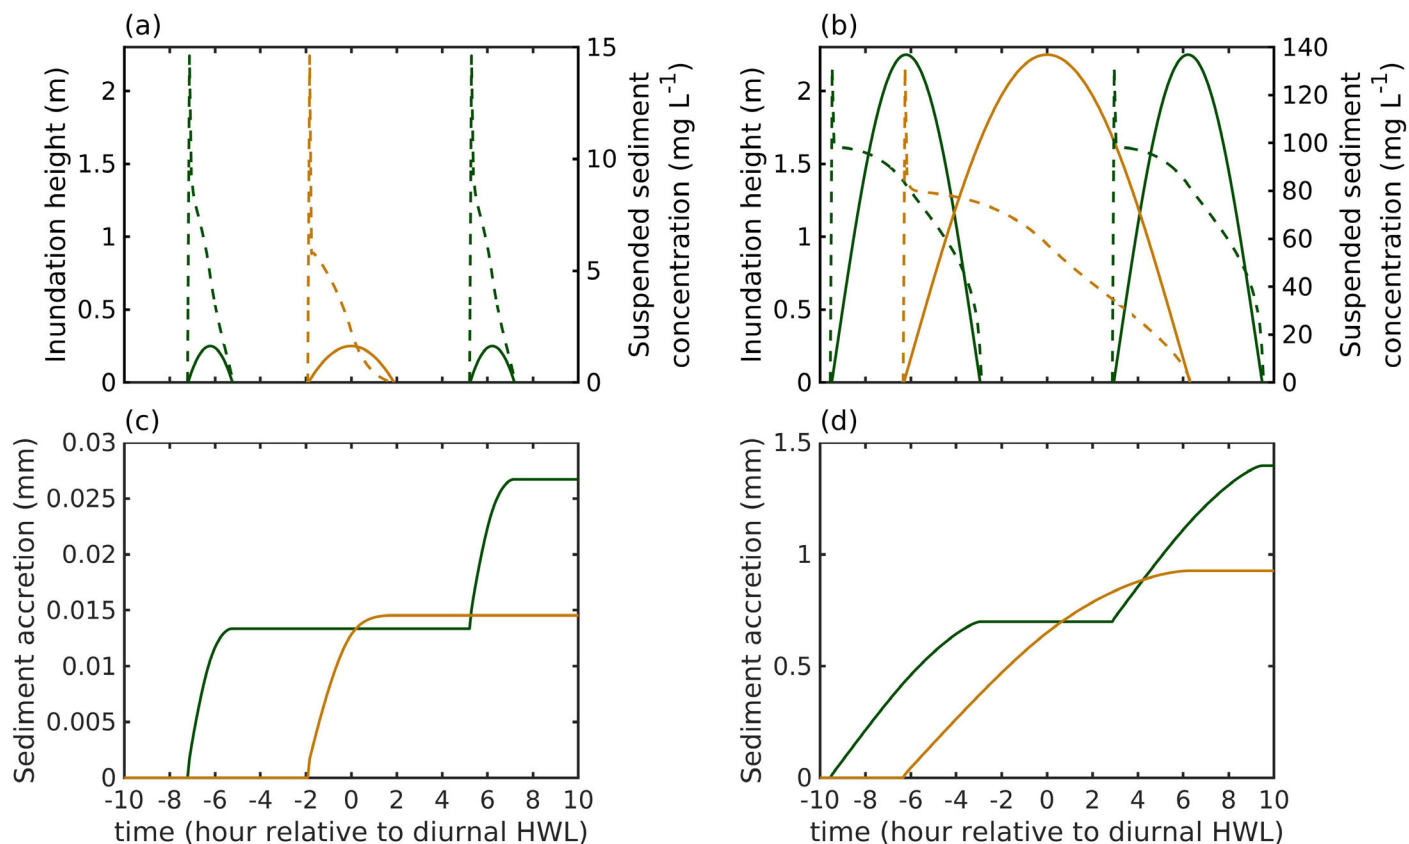 (a)
Inundation height (m)
2
1.5
1
0.5
0
15
10
5
0
Suspended sediment
concentration (mg L-1)
(b)
Inundation height (m)
2
1.5
1
0.5
0
140
120
100
80
60
40
20
0
Suspended sediment
concentration (mg L-1)
(c)
Sediment accretion (mm)
0.03
0.025
0.02
0.015
0.01
0.005
0
-10 -8 -6 -4 -2 0 2 4 6 8 10
time (hour relative to diurnal HWL)
(d)
Sediment accretion (mm)
1.5
1
0.5
0
-10 -8 -6 -4 -2 0 2 4 6 8 10
time (hour relative to diurnal HWL)